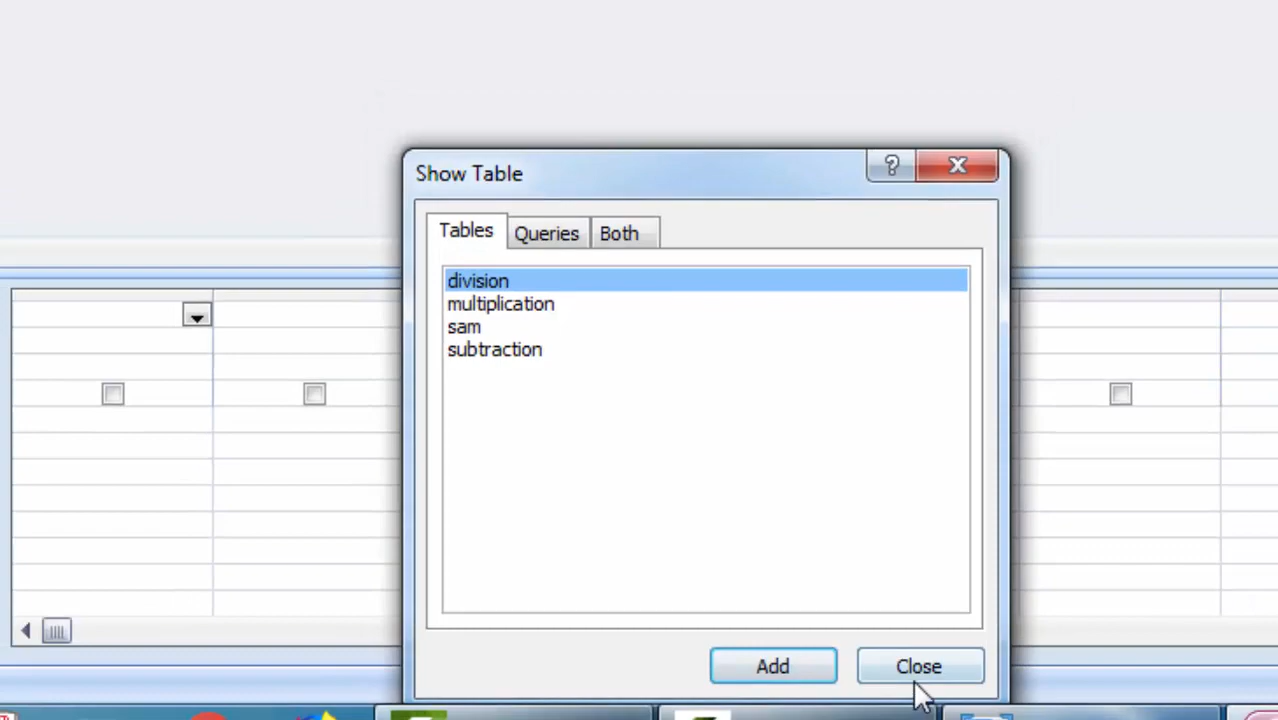 Show Table
Tables Queries Both
division
multiplication
sam
subtraction
Add Close